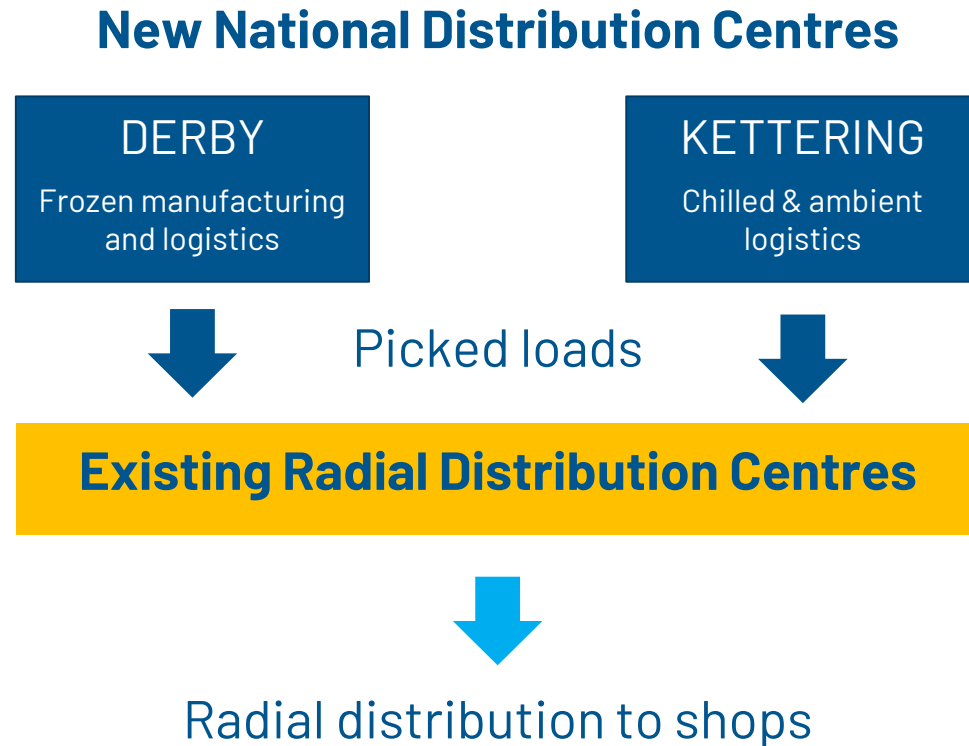 New National Distribution Centres
DERBY
Frozen manufacturing
and logistics
KETTERING
Chilled & ambient
logistics
Picked loads
Existing Radial Distribution Centres
Radial distribution to shops